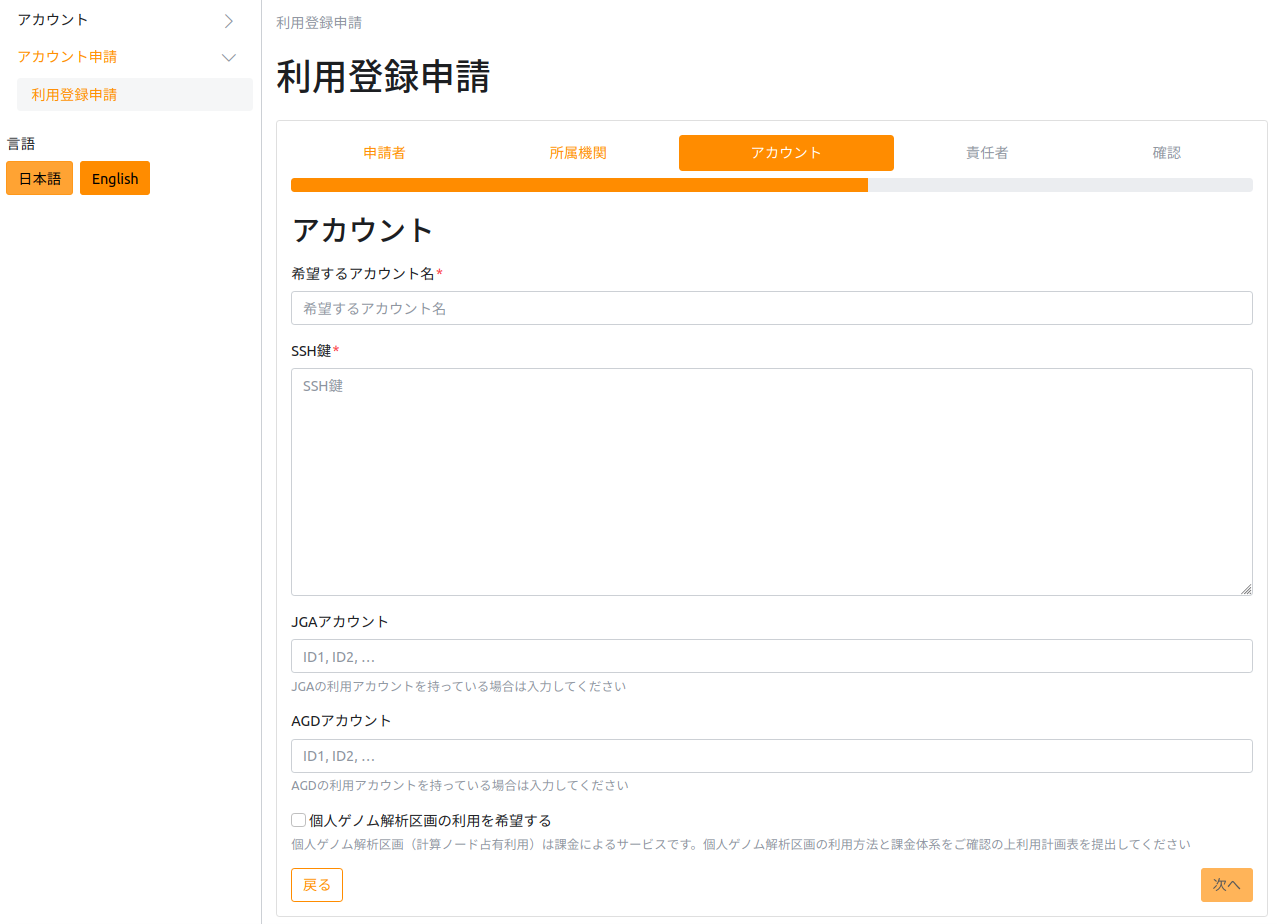 アカウント
アカウント申請
利用登録申請
言語
日本語 English
利用登録申請
利用登録申請
申請者 所属機関 アカウント 責任者 確認
アカウント
希望するアカウント名*
希望するアカウント名
SSH鍵*
SSH鍵
JGAアカウント
ID1, ID2, …
JGAの利用アカウントを持っている場合は入力してください
AGDアカウント
ID1, ID2, …
AGDの利用アカウントを持っている場合は入力してください
個人ゲノム解析区画の利用を希望する
個人ゲノム解析区画（計算ノード占有利用）は課金によるサービスです。個人ゲノム解析区画の利用方法と課金体系をご確認の上利用計画表を提出してください
戻る 次へ